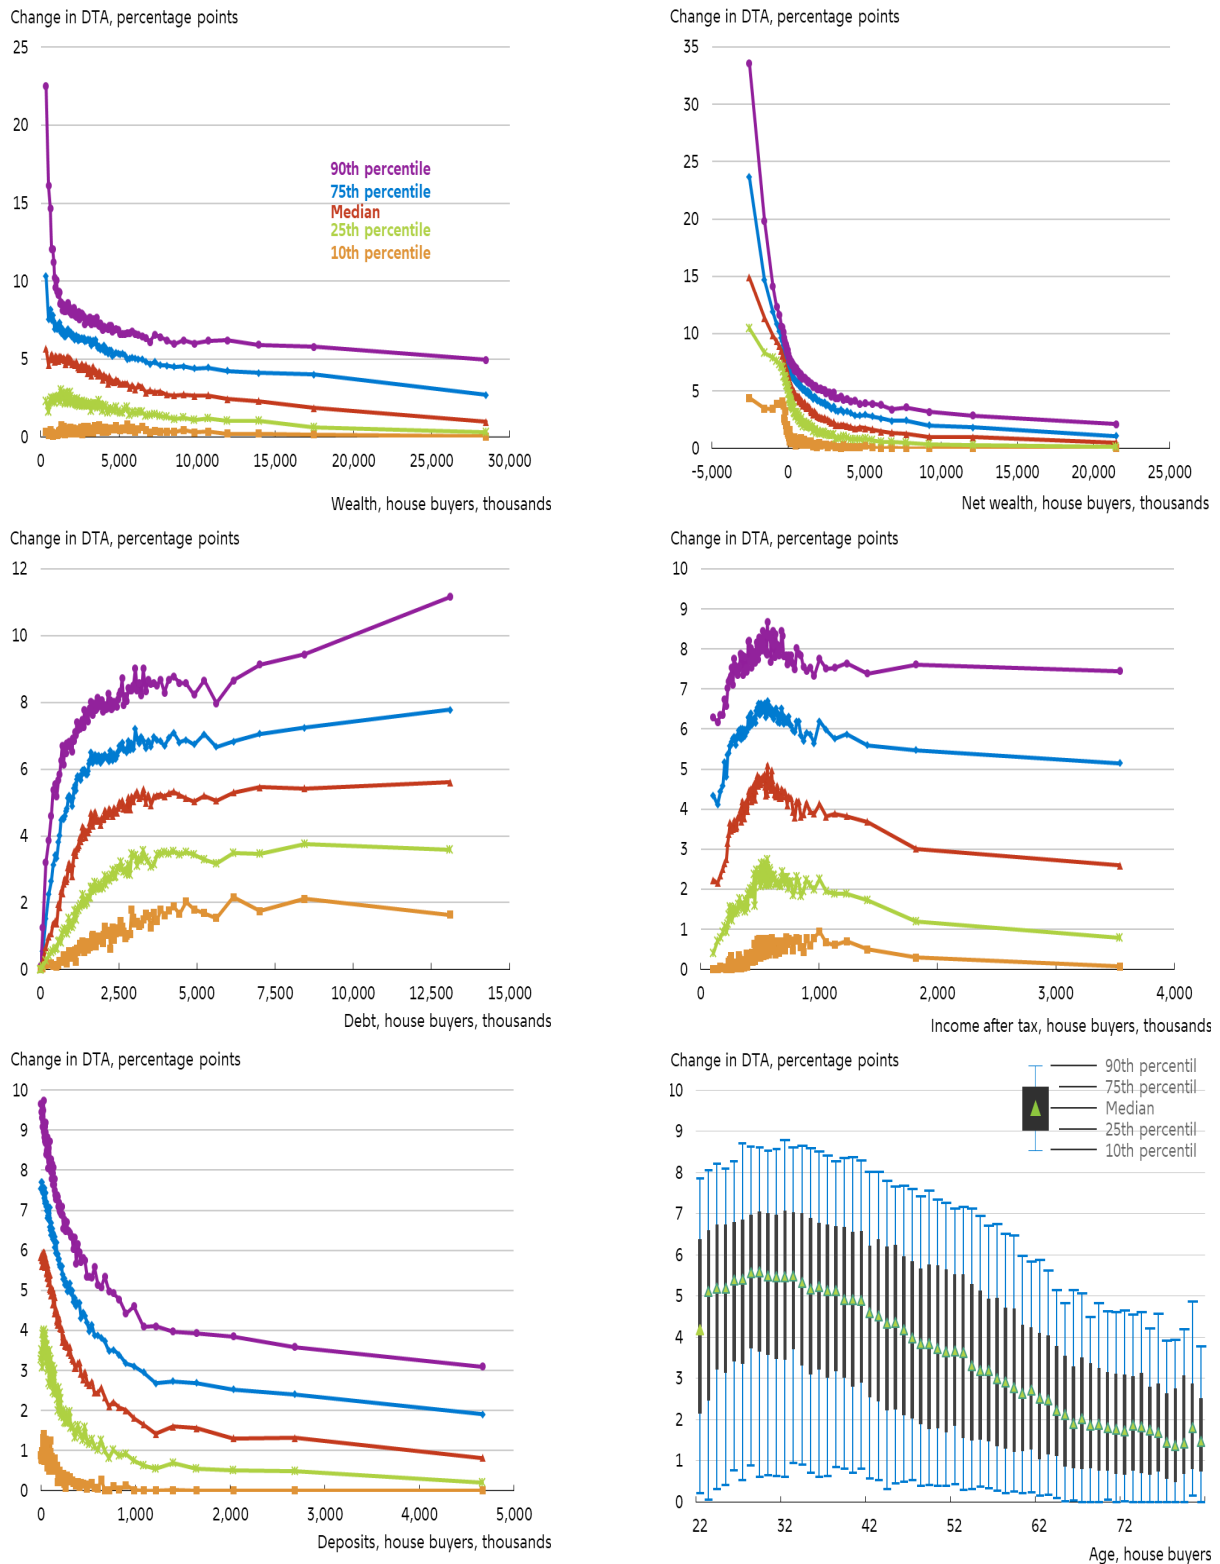 Change in DTA, percentage points
25
20
15
10
5
0
90th percentile
75th percentile
Median
25th percentile
10th percentile
0 5,000 10,000 15,000 20,000 25,000 30,000
Wealth, house buyers, thousands
Change in DTA, percentage points
35
30
25
20
15
10
5
0
-5,000 0 5,000 10,000 15,000 20,000 25,000
Net wealth, house buyers, thousands
Change in DTA, percentage points
12
10
8
6
4
2
0
0 2,500 5,000 7,500 10,000 12,500 15,000
Debt, house buyers, thousands
Change in DTA, percentage points
10
9
8
7
6
5
4
3
2
1
0
0 1,000 2,000 3,000 4,000
Income after tax, house buyers, thousands
Change in DTA, percentage points
10
9
8
7
6
5
4
3
2
1
0
0 1,000 2,000 3,000 4,000 5,000
Deposits, house buyers, thousands
Change in DTA, percentage points
90th percentil
75th percentil
Median
25th percentil
10th percentil
10
9
8
7
6
5
4
3
2
1
0
22 32 42 52 62 72
Age, house buyers